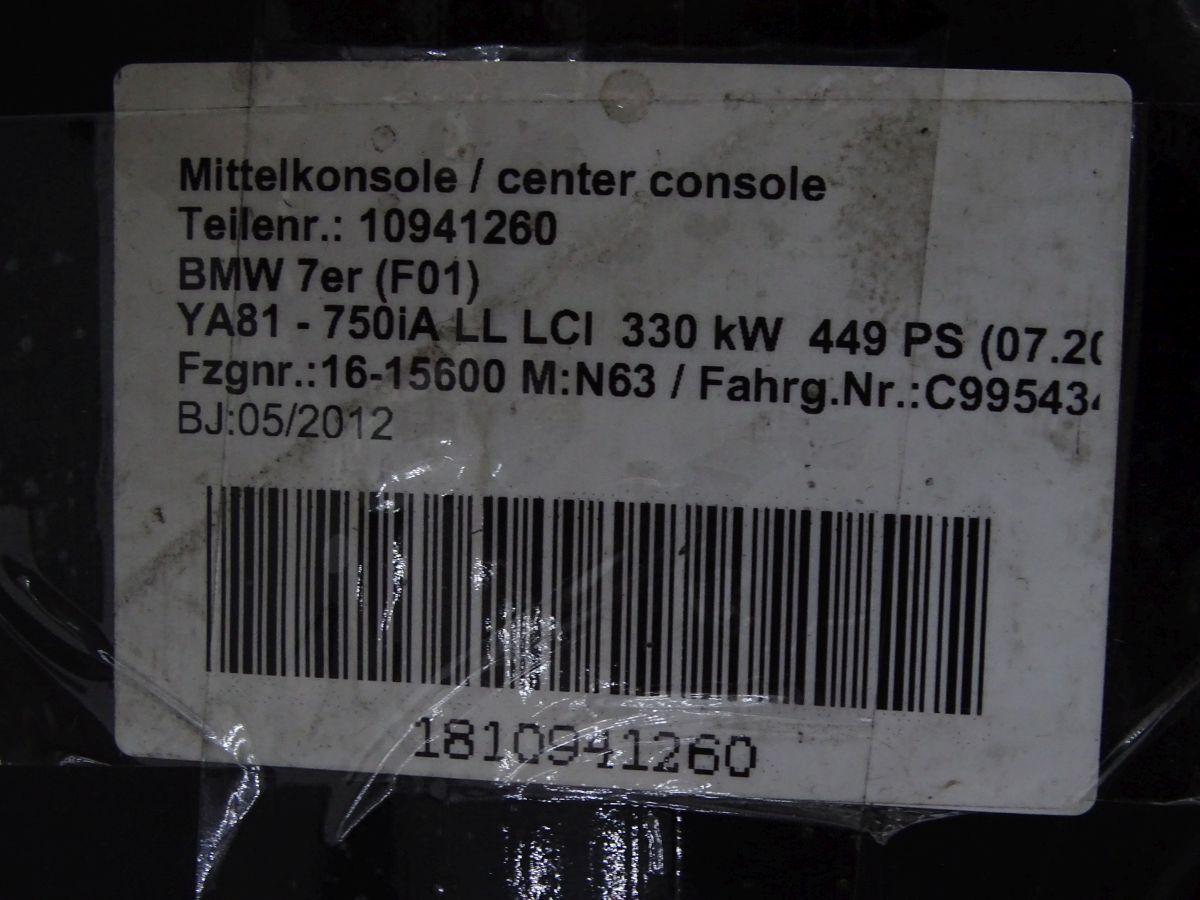 Mittelkonsole / center console
Teilenr.: 10941260
BMW 7er (F01)
YA81 - 750iA LL LCI 330 kW 449 PS (07.20
Fzgnr.:16-15600 M:N63 / Fahrg.Nr.:C99543
BJ:05/2012
1810941260